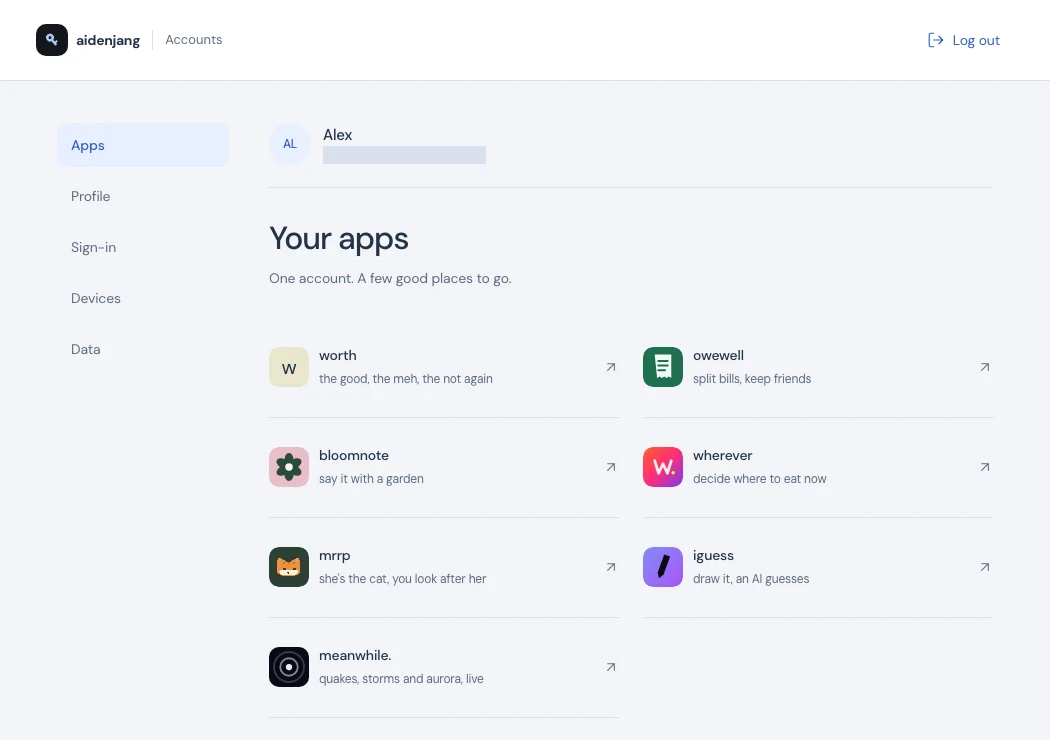 aidenjang
Accounts
Log out
Apps
Profile
Sign-in
Devices
Data
AL
Alex
Your apps
One account. A few good places to go.
w
worth
the good, the meh, the not again
owewell
split bills, keep friends
bloomnote
say it with a garden
W.
wherever
decide where to eat now
mrrp
she's the cat, you look after her
iguess
draw it, an AI guesses
meanwhile.
quakes, storms and aurora, live